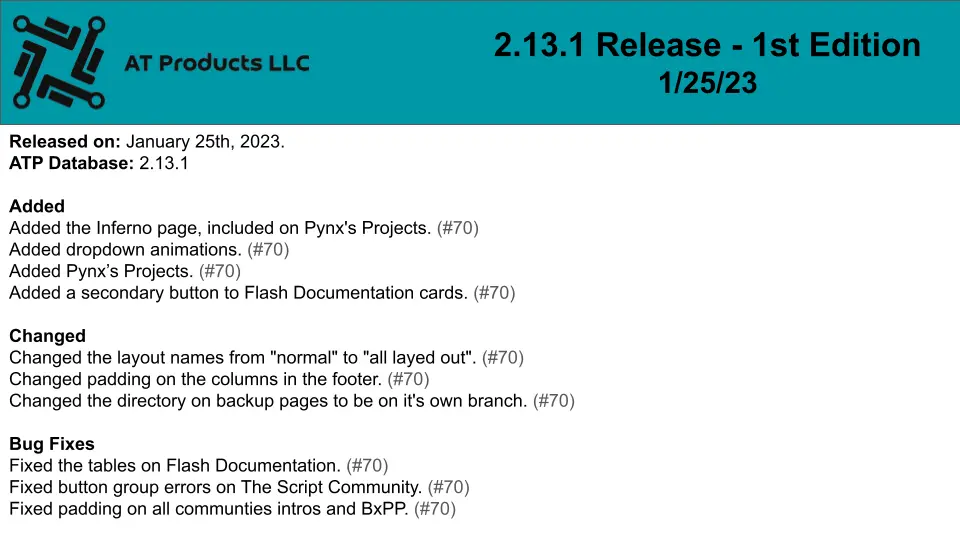 AT Products LLC
2.13.1 Release - 1st Edition
1/25/23
Released on: January 25th, 2023.
ATP Database: 2.13.1
Added
Added the Inferno page, included on Pynx's Projects. (#70)
Added dropdown animations. (#70)
Added Pynx’s Projects. (#70)
Added a secondary button to Flash Documentation cards. (#70)
Changed
Changed the layout names from "normal" to "all layed out". (#70)
Changed padding on the columns in the footer. (#70)
Changed the directory on backup pages to be on it's own branch. (#70)
Bug Fixes
Fixed the tables on Flash Documentation. (#70)
Fixed button group errors on The Script Community. (#70)
Fixed padding on all communties intros and BxPP. (#70)